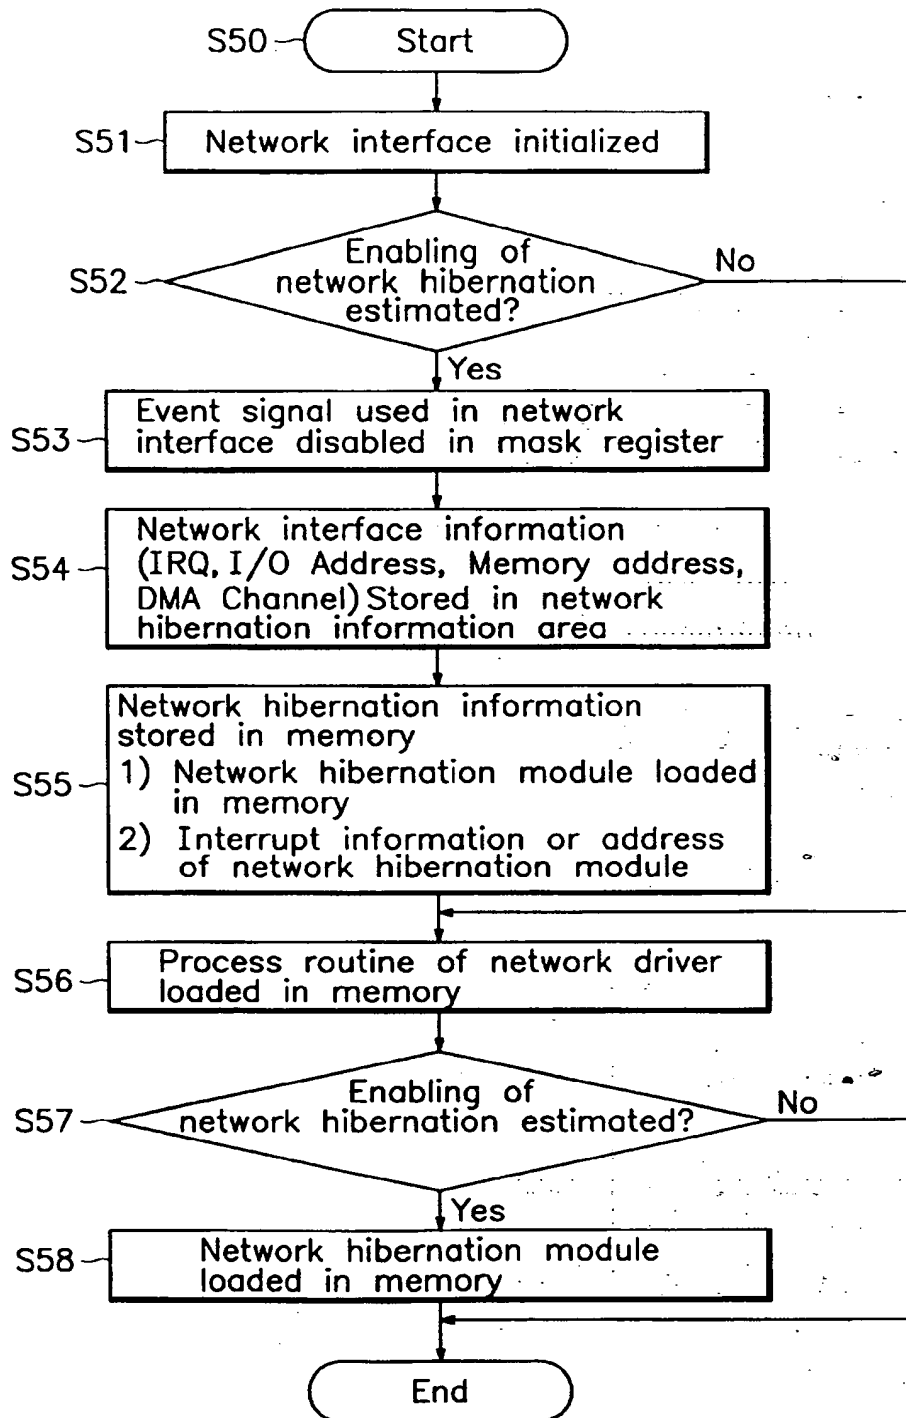 S50
Start
S51
Network interface initialized
S52
Enabling of
network hibernation
estimated?
No
Yes
S53
Event signal used in network
interface disabled in mask register
S54
Network interface information
(IRQ, I/O Address, Memory address,
DMA Channel) Stored in network
hibernation information area
S55
Network hibernation information
stored in memory
1) Network hibernation module loaded
in memory
2) Interrupt information or address
of network hibernation module
S56
Process routine of network driver
loaded in memory
S57
Enabling of
network hibernation estimated?
No
Yes
S58
Network hibernation module
loaded in memory
End